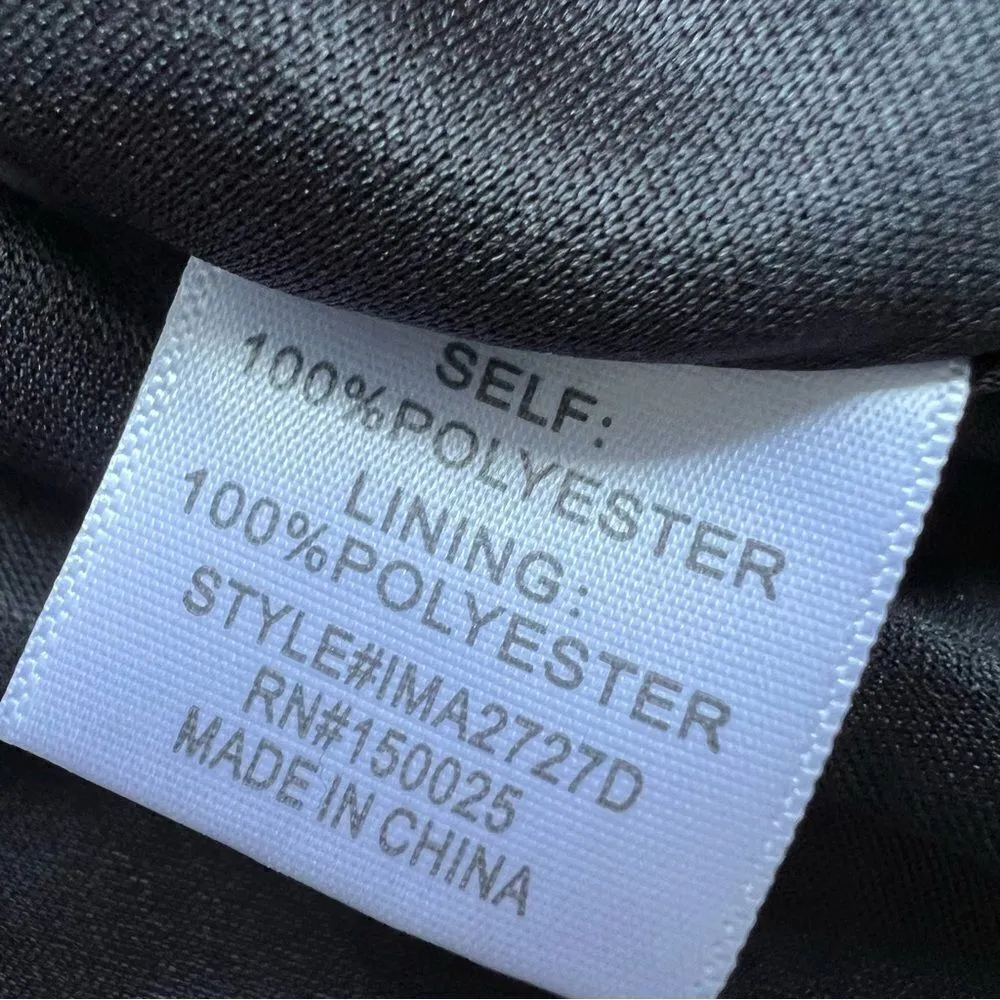 SELF:
100%POLYESTER
LINING:
100%POLYESTER
STYLE#IMA2727D
RN#150025
MADE IN CHINA